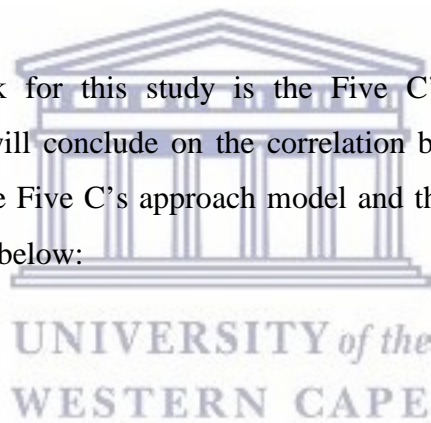 k for this study is the Five C'
will conclude on the correlation b
e Five C's approach model and th
below:
UNIVERSITY of the
WESTERN CAPE